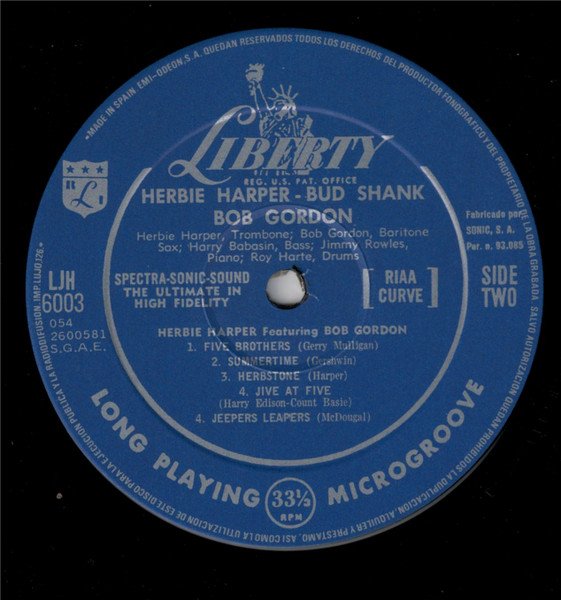 •MADE IN SPAIN EMI-ODEON,S.A. QUEDAN RESERVADOS TODOS LOS DERECHOS DEL PRODUCTOR FONOGRAFICO Y DEL PROPIETARIO DE LA OBRA GRABADA. SALVO AUTORIZACION QUEDAN PROHIBIDOS LA DUPLICACION, ALQUILER Y PRESTAMO, ASI COMO LA UTILIZACION DE ESTE DISCO PARA LA EJECUCION PUBLICA Y LA RADIODIFUSION. IMP. LUJO,126.•
LIBERTY
REG. U.S. PAT. OFFICE
"L"
HERBIE HARPER - BUD SHANK
BOB GORDON
Herbie Harper, Trombone; Bob Gordon, Baritone
Sax; Harry Babasin, Bass; Jimmy Rowles,
Piano; Roy Harte, Drums
Fabricado por
SONIC, S. A.
Par. n. 93.085
LJH
6003
054
2600581
S.G.A.E.
SPECTRA-SONIC-SOUND
THE ULTIMATE IN
HIGH FIDELITY
[ RIAA
CURVE ]
SIDE
TWO
HERBIE HARPER Featuring BOB GORDON
1. FIVE BROTHERS (Gerry Mulligan)
2. SUMMERTIME (Gershwin)
3. HERBSTONE (Harper)
4. JIVE AT FIVE
(Harry Edison-Count Basie)
4. JEEPERS LEAPERS (McDougal)
LONG PLAYING 33⅓ RPM MICROGROOVE